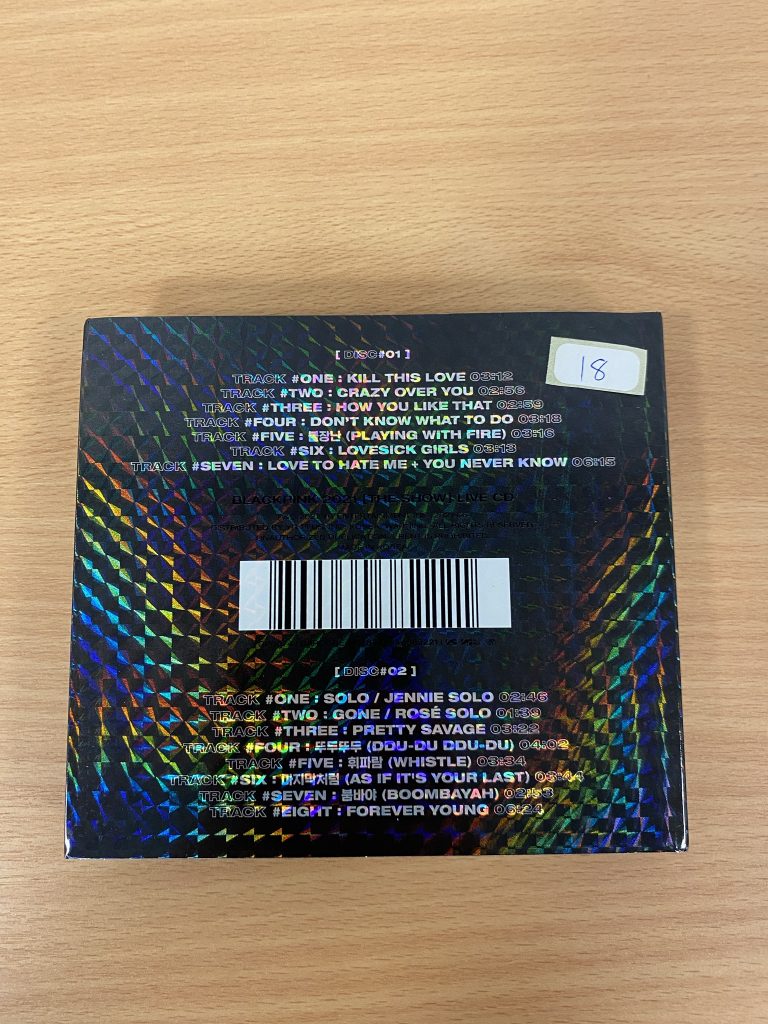 [ DISC#01 ]
18
TRACK #ONE : KILL THIS LOVE 03:12
TRACK #TWO : CRAZY OVER YOU 02:56
TRACK #THREE : HOW YOU LIKE THAT 02:59
TRACK #FOUR : DON'T KNOW WHAT TO DO 03:18
TRACK #FIVE : 불장난 (PLAYING WITH FIRE) 03:16
TRACK #SIX : LOVESICK GIRLS 03:13
TRACK #SEVEN : LOVE TO HATE ME + YOU NEVER KNOW 06:15
BLACKPINK 2021 [THE SHOW] LIVE CD
[ DISC#02 ]
TRACK #ONE : SOLO / JENNIE SOLO 02:46
TRACK #TWO : GONE / ROSÉ SOLO 01:39
TRACK #THREE : PRETTY SAVAGE 03:22
TRACK #FOUR : 뚜두뚜두 (DDU-DU DDU-DU) 04:02
TRACK #FIVE : 휘파람 (WHISTLE) 03:34
TRACK #SIX : 마지막처럼 (AS IF IT'S YOUR LAST) 03:44
TRACK #SEVEN : 붐바야 (BOOMBAYAH) 02:53
TRACK #EIGHT : FOREVER YOUNG 06:24